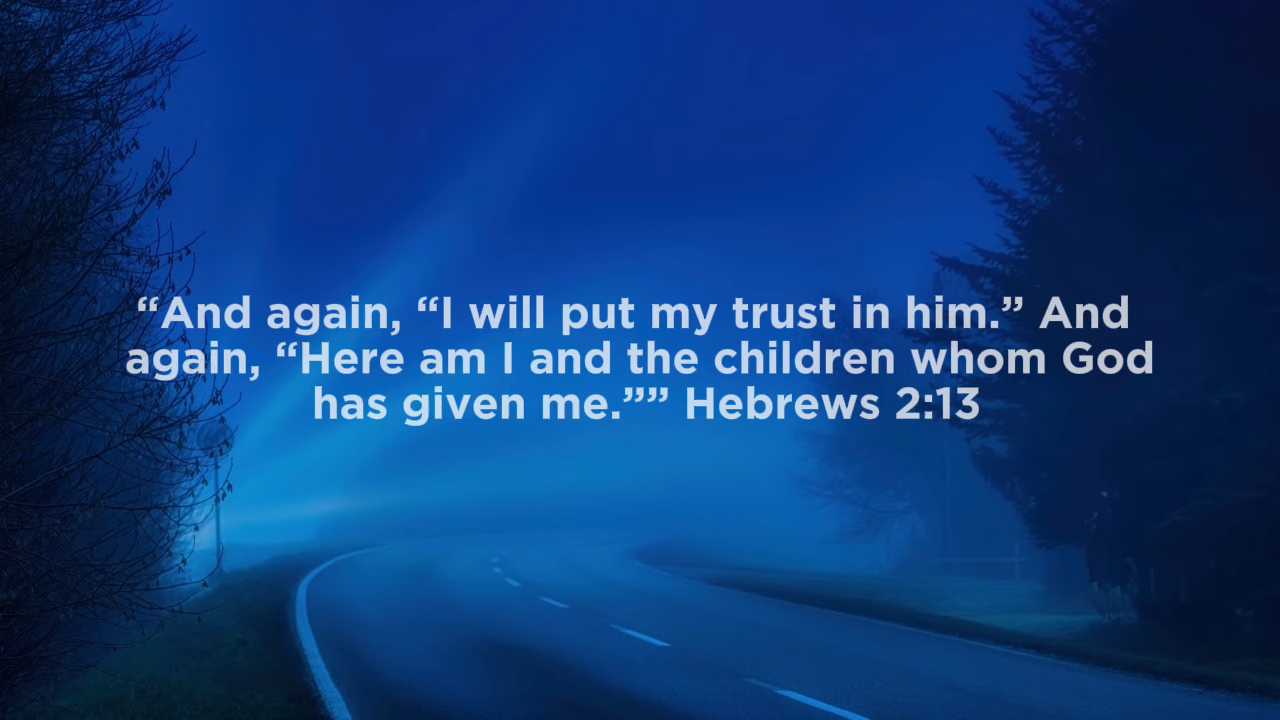 “And again, “I will put my trust in him.” And
again, “Here am I and the children whom God
has given me.”” Hebrews 2:13